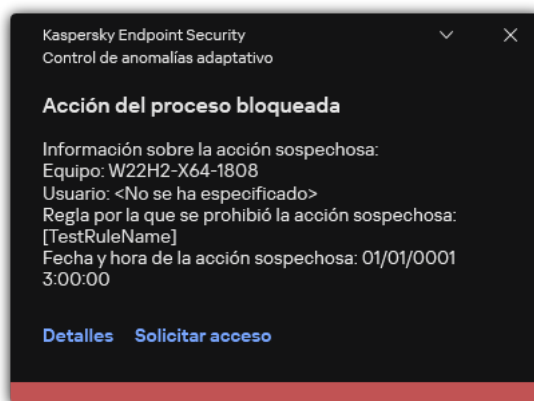 Kaspersky Endpoint Security
Control de anomalías adaptativo
Acción del proceso bloqueada
Información sobre la acción sospechosa:
Equipo: W22H2-X64-1808
Usuario: <No se ha especificado>
Regla por la que se prohibió la acción sospechosa:
[TestRuleName]
Fecha y hora de la acción sospechosa: 01/01/0001
3:00:00
Detalles Solicitar acceso